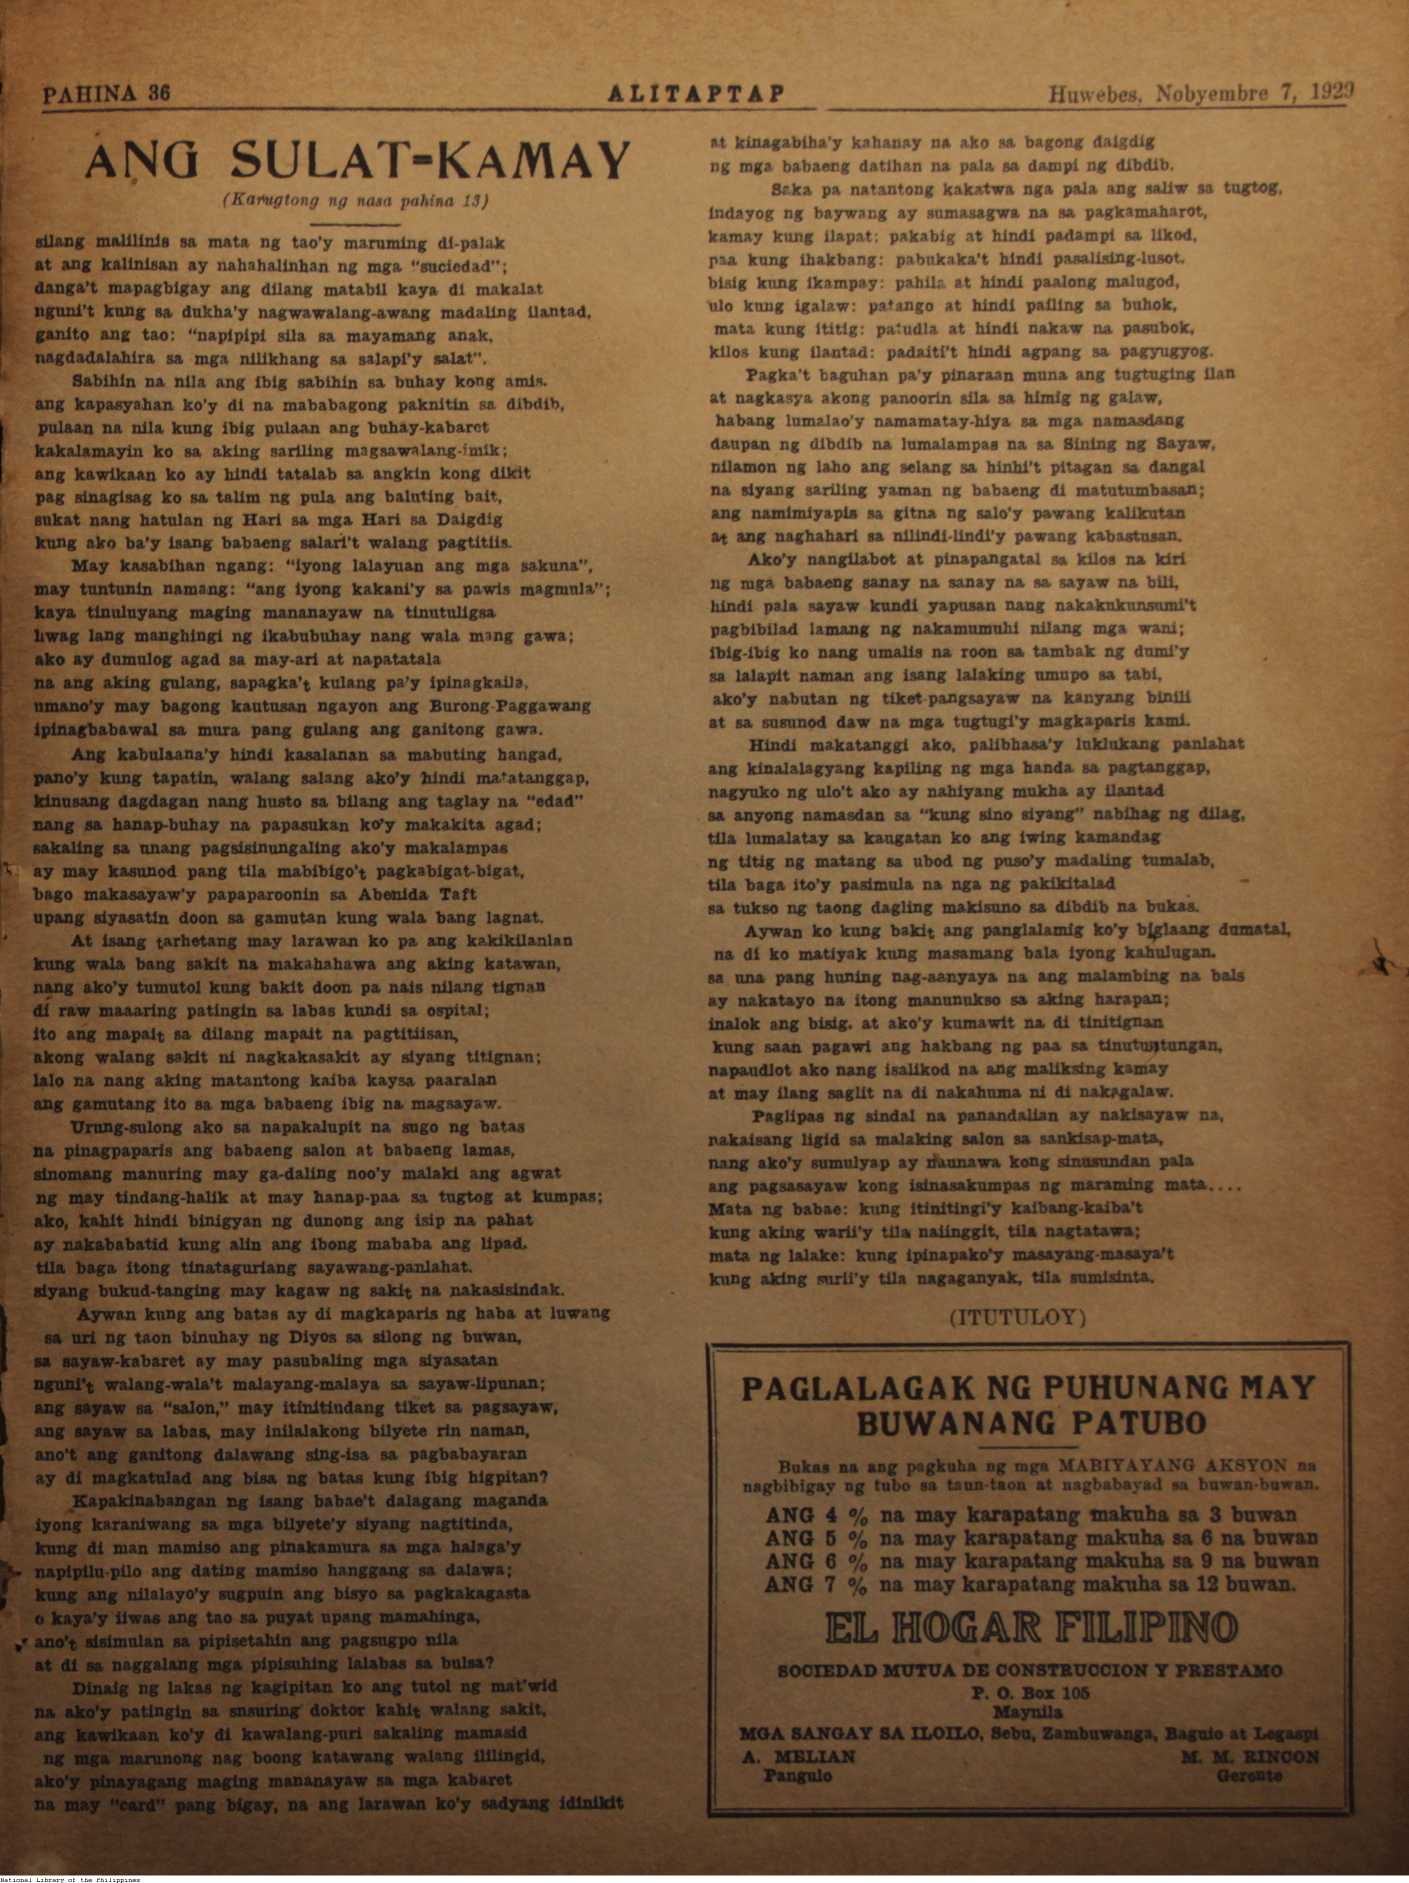 PAHINA 36
ALITAPTAP
Huwebes, Nobyembre 7, 1929
ANG SULAT-KAMAY
(Karugtong ng nasa pahina 13)
silang malilinis sa mata ng tao'y maruming di-palak
at ang kalinisan ay nahahalinhan ng mga "suciedad";
danga't mapagbigay ang dilang matabil kaya di makalat
nguni't kung sa dukha'y nagwawalang-awang madaling ilantad,
ganito ang tao: "napipipi sila sa mayamang anak,
nagdadalahira sa mga nilikhang sa salapi'y salat".
Sabihin na nila ang ibig sabihin sa buhay kong amis.
ang kapasyahan ko'y di na mababagong paknitin sa dibdib,
pulaan na nila kung ibig pulaan ang buhay-kabaret
kakalamayin ko sa aking sariling magsawalang-imik;
ang kawikaan ko ay hindi tatalab sa angkin kong dikit
pag sinagisag ko sa talim ng pula ang baluting bait,
sukat nang hatulan ng Hari sa mga Hari sa Daigdig
kung ako ba'y isang babaeng salari't walang pagtitiis.
May kasabihan ngang: "iyong lalayuan ang mga sakuna",
may tuntunin namang: "ang iyong kakani'y sa pawis magmula";
kaya tinuluyang maging mananayaw na tinutuligsa
hwag lang manghingi ng ikabubuhay nang wala mang gawa;
ako ay dumulog agad sa may-ari at napatatala
na ang aking gulang, sapagka't kulang pa'y ipinagkaila,
umano'y may bagong kautusan ngayon ang Burong-Paggawang
ipinagbabawal sa mura pang gulang ang ganitong gawa.
Ang kabulaana'y hindi kasalanan sa mabuting hangad,
pano'y kung tapatin, walang salang ako'y hindi matatanggap,
kinusang dagdagan nang husto sa bilang ang taglay na "edad"
nang sa hanap-buhay na papasukan ko'y makakita agad;
sakaling sa unang pagsisinungaling ako'y makalampas
ay may kasunod pang tila mabibigo't pagkabigat-bigat,
bago makasayaw'y papaparoonin sa Abenida Taft
upang siyasatin doon sa gamutan kung wala bang lagnat.
At isang tarhetang may larawan ko pa ang kakikilanlan
kung wala bang sakit na makahahawa ang aking katawan,
nang ako'y tumutol kung bakit doon pa nais nilang tignan
di raw maaaring patingin sa labas kundi sa ospital;
ito ang mapait sa dilang mapait na pagtitiisan,
akong walang sakit ni nagkakasakit ay siyang titignan;
lalo na nang aking matantong kaiba kaysa paaralan
ang gamutang ito sa mga babaeng ibig na magsayaw.
Urung-sulong ako sa napakalupit na sugo ng batas
na pinagpaparis ang babaeng salon at babaeng lamas,
sinomang manuring may ga-daling noo'y malaki ang agwat
ng may tindang-halik at may hanap-paa sa tugtog at kumpas;
ako, kahit hindi binigyan ng dunong ang isip na pahat
ay nakababatid kung alin ang ibong mababa ang lipad,
tila baga itong tinataguriang sayawang-panlahat.
siyang bukud-tanging may kagaw ng sakit na nakasisindak.
Aywan kung ang batas ay di magkaparis ng haba at luwang
sa uri ng taon binuhay ng Diyos sa silong ng buwan,
sa sayaw-kabaret ay may pasubaling mga siyasatan
nguni't walang-wala't malayang-malaya sa sayaw-lipunan;
ang sayaw sa "salon," may itinitindang tiket sa pagsayaw,
ang sayaw sa labas, may inilalakong bilyete rin naman,
ano't ang ganitong dalawang sing-isa sa pagbabayaran
ay di magkatulad ang bisa ng batas kung ibig higpitan?
Kapakinabangan ng isang babae't dalagang maganda
iyong karaniwang sa mga bilyete'y siyang nagtitinda,
kung di man mamiso ang pinakamura sa mga halaga'y
napipilu-pilo ang dating mamiso hanggang sa dalawa;
kung ang nilalayo'y sugpuin ang bisyo sa pagkakagasta
o kaya'y iiwas ang tao sa puyat upang mamahinga,
ano't sisimulan sa pipisetahin ang pagsugpo nila
at di sa naggalang mga pipisuhing lalabas sa bulsa?
Dinaig ng lakas ng kagipitan ko ang tutol ng mat'wid
na ako'y patingin sa snsuring doktor kahit walang sakit,
ang kawikaan ko'y di kawalang-puri sakaling mamasid
ng mga marunong nag boong katawang walang ililingid,
ako'y pinayagang maging mananayaw sa mga kabaret
na may "card" pang bigay, na ang larawan ko'y sadyang idinikit
at kinagabiha'y kahanay na ako sa bagong daigdig
ng mga babaeng datihan na pala sa dampi ng dibdib.
Saka pa natantong kakatwa nga pala ang saliw sa tugtog,
indayog ng baywang ay sumasagwa na sa pagkamaharot,
kamay kung ilapat: pakabig at hindi padampi sa likod,
paa kung ihakbang: pabukaka't hindi pasalising-lusot.
bisig kung ikampay: pahila at hindi paalong malugod,
ulo kung igalaw: patango at hindi pailing sa buhok,
mata kung ititig: patudla at hindi nakaw na pasubok,
kilos kung ilantad: padaiti't hindi agpang sa pagyugyog.
Pagka't baguhan pa'y pinaraan muna ang tugtuging ilan
at nagkasya akong panoorin sila sa himig ng galaw,
habang lumalao'y namamatay-hiya sa mga namasdang
daupan ng dibdib na lumalampas na sa Sining ng Sayaw,
nilamon ng laho ang selang sa hinhi't pitagan sa dangal
na siyang sariling yaman ng babaeng di matutumbasan;
ang namimiyapis sa gitna ng salo'y pawang kalikutan
at ang naghahari sa nilindi-lindi'y pawang kabastusan.
Ako'y nangilabot at pinapangatal sa kilos na kiri
ng mga babaeng sanay na sanay na sa sayaw na bili,
hindi pala sayaw kundi yapusan nang nakakukunsumi't
pagbibilad lamang ng nakamumuhi nilang mga wani;
ibig-ibig ko nang umalis na roon sa tambak ng dumi'y
sa lalapit naman ang isang lalaking umupo sa tabi,
ako'y nabutan ng tiket-pangsayaw na kanyang binili
at sa susunod daw na mga tugtugi'y magkaparis kami.
Hindi makatanggi ako, palibhasa'y luklukang panlahat
ang kinalalagyang kapiling ng mga handa sa pagtanggap,
nagyuko ng ulo't ako ay nahiyang mukha ay ilantad
sa anyong namasdan sa "kung sino siyang" nabihag ng dilag,
tila lumalatay sa kaugatan ko ang iwing kamandag
ng titig ng matang sa ubod ng puso'y madaling tumalab,
tila baga ito'y pasimula na nga ng pakikitalad
sa tukso ng taong dagling makisuno sa dibdib na bukas.
Aywan ko kung bakit ang panglalamig ko'y biglaang dumatal,
na di ko matiyak kung masamang bala iyong kahulugan.
sa una pang huning nag-aanyaya na ang malambing na bals
ay nakatayo na itong manunukso sa aking harapan;
inalok ang bisig, at ako'y kumawit na di tinitignan
kung saan pagawi ang hakbang ng paa sa tinutuntungan,
napaudlot ako nang isalikod na ang maliksing kamay
at may ilang saglit na di nakahuma ni di nakagalaw.
Paglipas ng sindal na panandalian ay nakisayaw na,
nakaisang ligid sa malaking salon sa sankisap-mata,
nang ako'y sumulyap ay naunawa kong sinusundan pala
ang pagsasayaw kong isinasakumpas ng maraming mata....
Mata ng babae: kung itinitingi'y kaibang-kaiba't
kung aking warii'y tila naiinggit, tila nagtatawa;
mata ng lalake: kung ipinapako'y masayang-masaya't
kung aking surii'y tila nagaganyak, tila sumisinta.
(ITUTULOY)
PAGLALAGAK NG PUHUNANG MAY
BUWANANG PATUBO
Bukas na ang pagkuha ng mga MABIYAYANG AKSYON na
nagbibigay ng tubo sa taun-taon at nagbabayad sa buwan-buwan.
ANG 4 % na may karapatang makuha sa 3 buwan
ANG 5 % na may karapatang makuha sa 6 na buwan
ANG 6 % na may karapatang makuha sa 9 na buwan
ANG 7 % na may karapatang makuha sa 12 buwan.
EL HOGAR FILIPINO
SOCIEDAD MUTUA DE CONSTRUCCION Y PRESTAMO
P. O. Box 105
Maynila
MGA SANGAY SA ILOILO, Sebu, Zambuwanga, Baguio at Legaspi
A. MELIAN
M. M. RINCON
Pangulo
Gerente
National Library of the Philippines